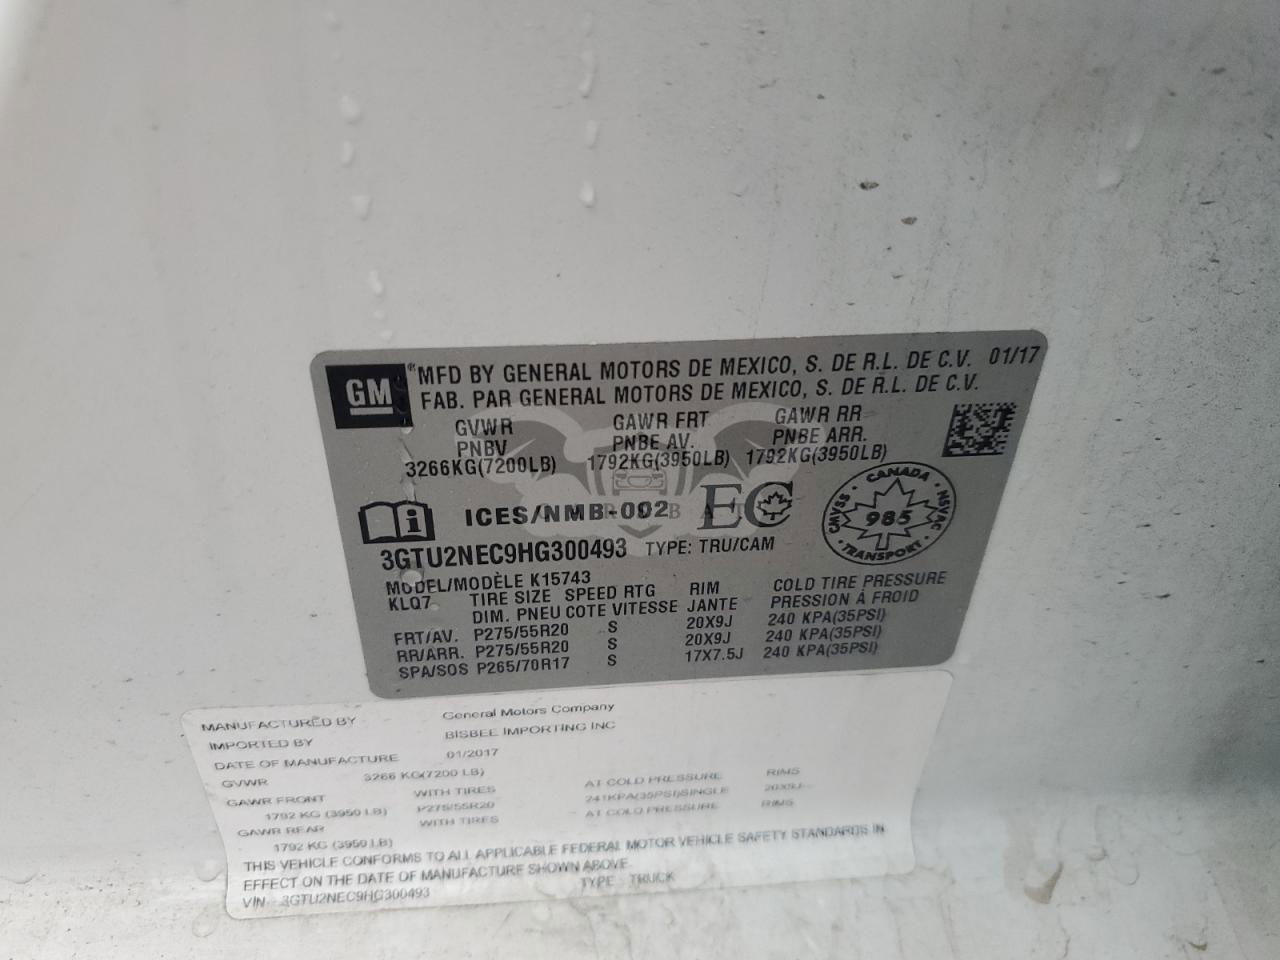 GM
® MFD BY GENERAL MOTORS DE MEXICO, S. DE R.L. DE C.V. 01/17
FAB. PAR GENERAL MOTORS DE MEXICO, S. DE R.L. DE C.V.
GVWR GAWR FRT GAWR RR
PNBV PNBE AV. PNBE ARR.
3266KG(7200LB) 1792KG(3950LB) 1792KG(3950LB)
i ICES/NMB-002 EC
CANADA
CMVSS 985 NSVAC
TRANSPORT
3GTU2NEC9HG300493 TYPE: TRU/CAM
MODEL/MODÈLE K15743
KLQ7 TIRE SIZE SPEED RTG RIM COLD TIRE PRESSURE
DIM. PNEU COTE VITESSE JANTE PRESSION À FROID
FRT/AV. P275/55R20 S 20X9J 240 KPA(35PSI)
RR/ARR. P275/55R20 S 20X9J 240 KPA(35PSI)
SPA/SOS P265/70R17 S 17X7.5J 240 KPA(35PSI)
MANUFACTURED BY General Motors Company
IMPORTED BY BISBEE IMPORTING INC
DATE OF MANUFACTURE 01/2017
GVWR 3266 KG(7200 LB)
GAWR FRONT WITH TIRES AT COLD PRESSURE RIMS
1792 KG (3950 LB) P275/55R20 241KPA(35PSI)SINGLE 20X9J
GAWR REAR WITH TIRES AT COLD PRESSURE RIMS
1792 KG (3950 LB)
THIS VEHICLE CONFORMS TO ALL APPLICABLE FEDERAL MOTOR VEHICLE SAFETY STANDARDS IN
EFFECT ON THE DATE OF MANUFACTURE SHOWN ABOVE.
VIN 3GTU2NEC9HG300493 TYPE TRUCK